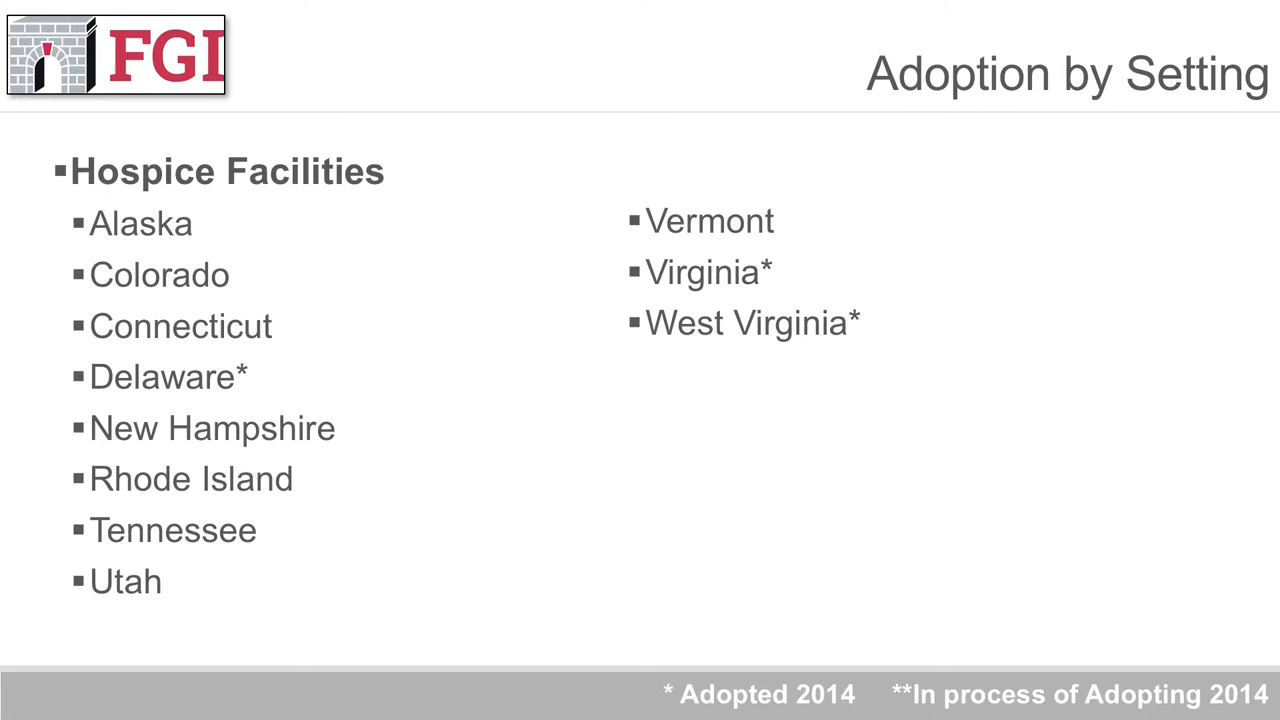 FGI
Adoption by Setting
▪Hospice Facilities
▪Alaska
▪Colorado
▪Connecticut
▪Delaware*
▪New Hampshire
▪Rhode Island
▪Tennessee
▪Utah
▪Vermont
▪Virginia*
▪West Virginia*
* Adopted 2014 **In process of Adopting 2014